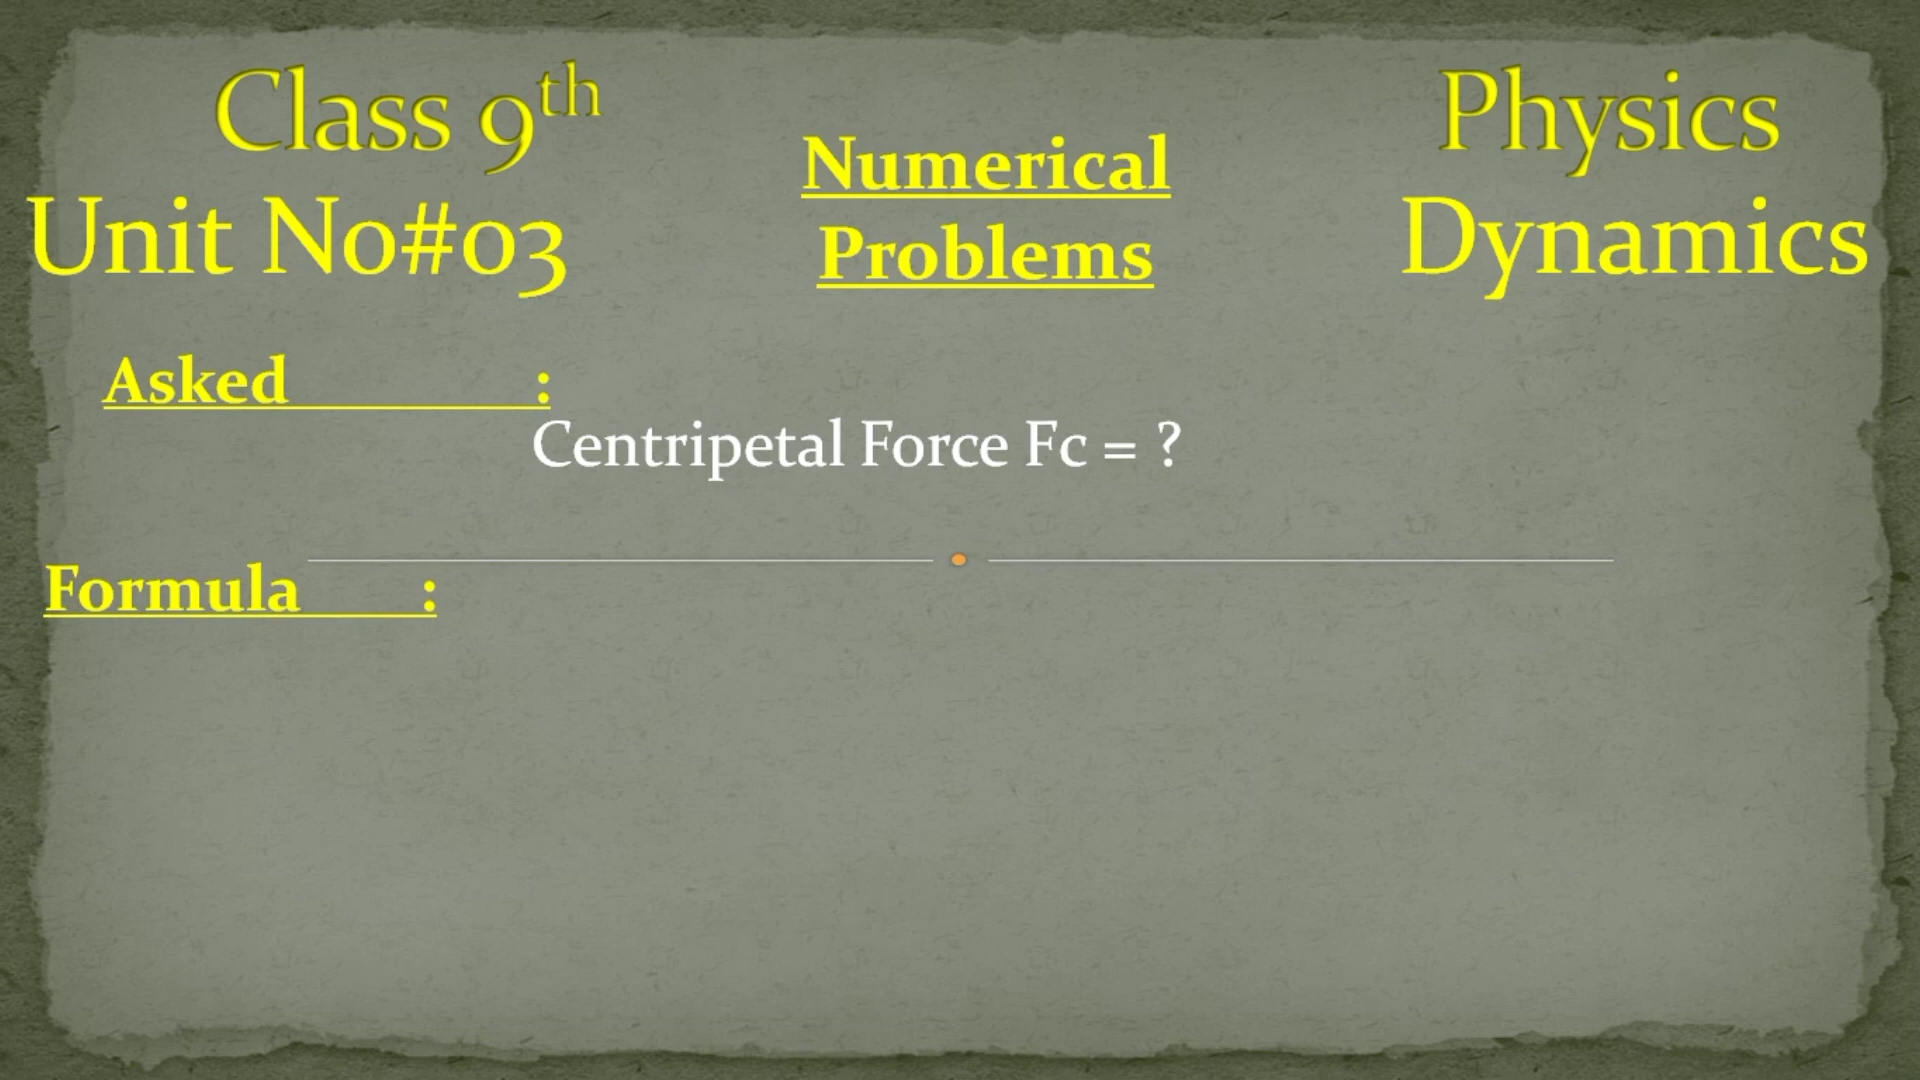 Class 9th
Physics
Unit No#03
Numerical
Problems
Dynamics
Asked :
Centripetal Force Fc = ?
Formula :